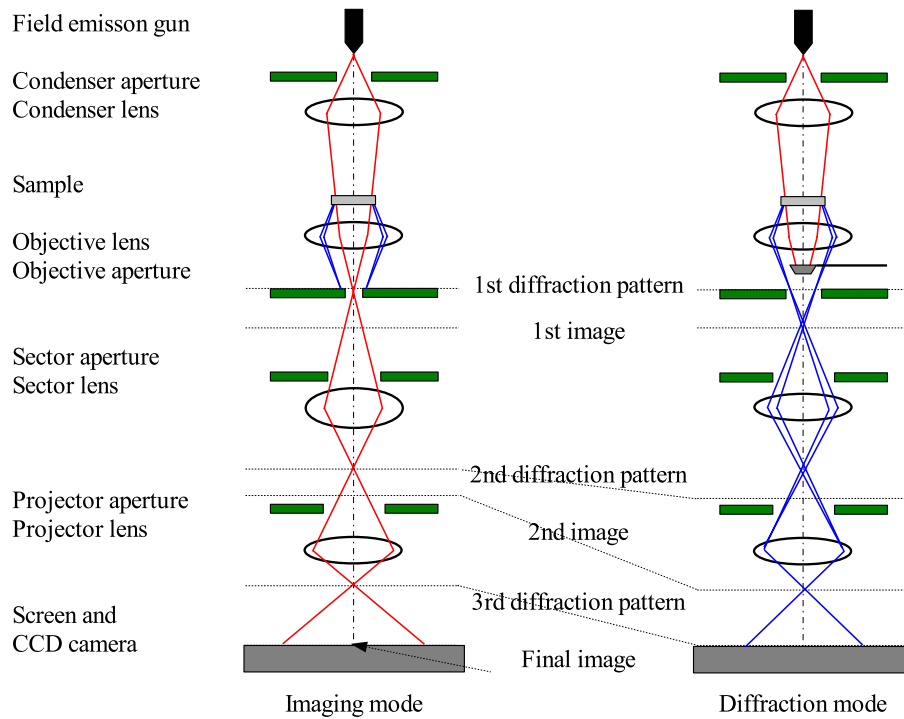 Field emisson gun
Condenser aperture
Condenser lens
Sample
Objective lens
Objective aperture
1st diffraction pattern
1st image
Sector aperture
Sector lens
2nd diffraction pattern
Projector aperture
Projector lens
2nd image
3rd diffraction pattern
Screen and
CCD camera
Final image
Imaging mode
Diffraction mode